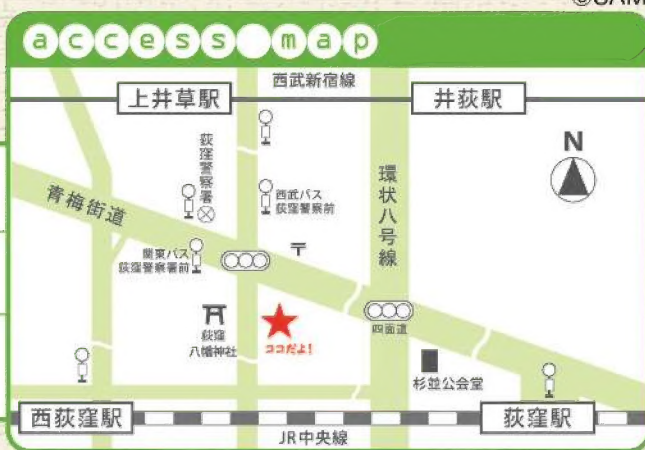 ©SAM
access map
西武新宿線
上井草駅
井荻駅
N
荻窪警察署
西武バス
荻窪警察前
環状八号線
青梅街道
関東バス
荻窪警察署前
〒
荻窪
八幡神社
ココだよ!
四面道
杉並公会堂
西荻窪駅
荻窪駅
JR中央線